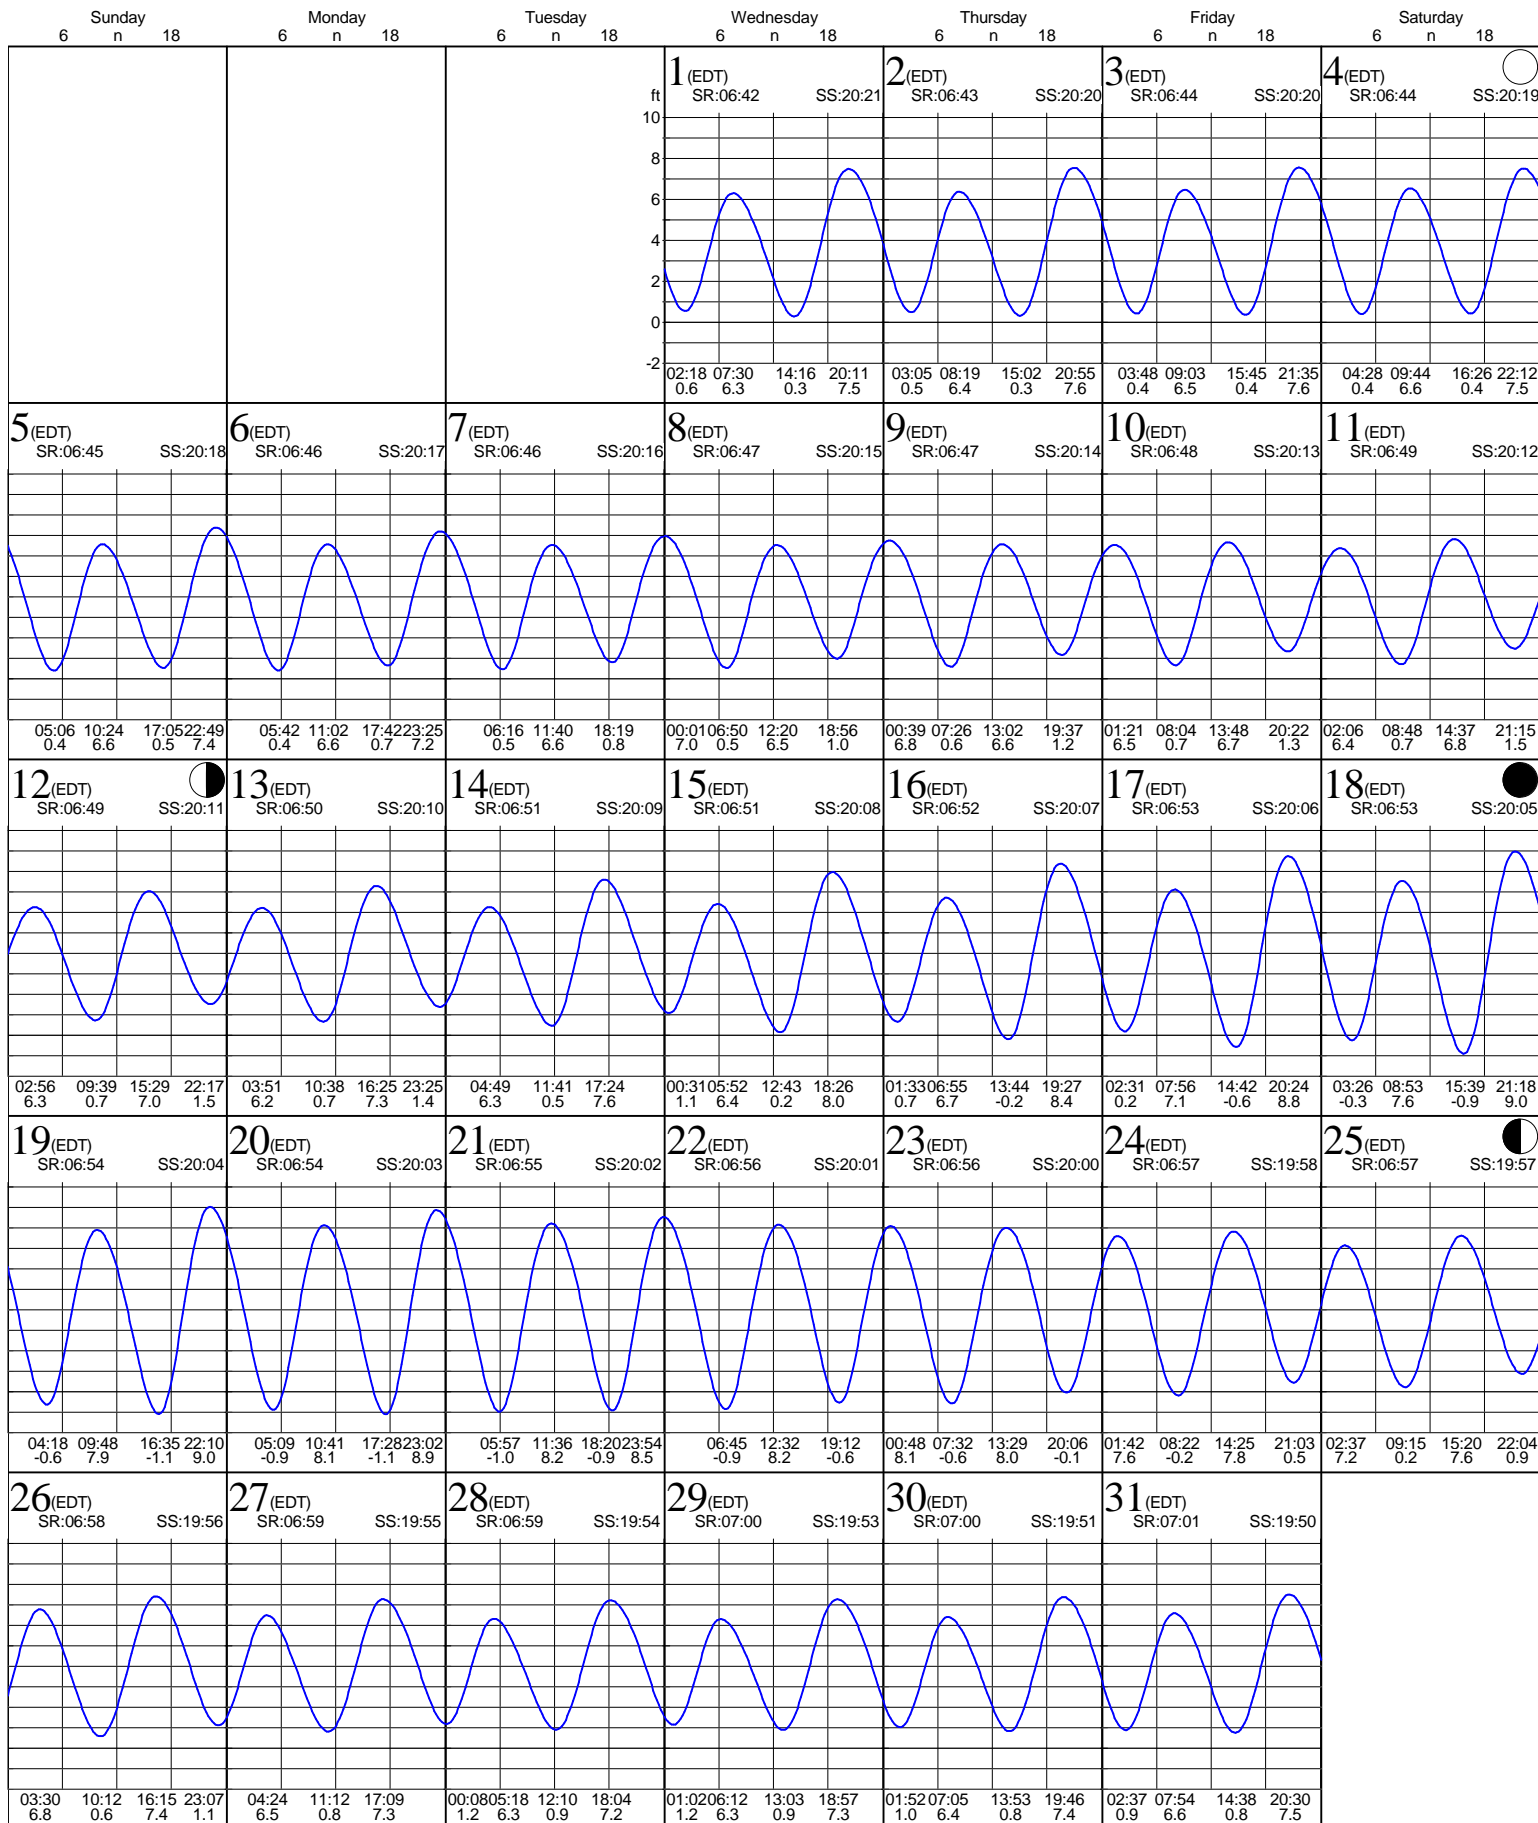 Sunday Monday Tuesday Wednesday Thursday Friday Saturday
6 n 18 6 n 18 6 n 18 6 n 18 6 n 18 6 n 18 6 n 18
1(EDT) 2(EDT) 3(EDT) 4(EDT)
ft SR:06:42 SS:20:21 SR:06:43 SS:20:20 SR:06:44 SS:20:20 SR:06:44 SS:20:19
10
8
6
4
2
0
-2
02:18 07:30 14:16 20:11 03:05 08:19 15:02 20:55 03:48 09:03 15:45 21:35 04:28 09:44 16:26 22:12
0.6 6.3 0.3 7.5 0.5 6.4 0.3 7.6 0.4 6.5 0.4 7.6 0.4 6.6 0.4 7.5
5(EDT) 6(EDT) 7(EDT) 8(EDT) 9(EDT) 10(EDT) 11(EDT)
SR:06:45 SS:20:18 SR:06:46 SS:20:17 SR:06:46 SS:20:16 SR:06:47 SS:20:15 SR:06:47 SS:20:14 SR:06:48 SS:20:13 SR:06:49 SS:20:12
05:06 10:24 17:05 22:49 05:42 11:02 17:42 23:25 06:16 11:40 18:19 00:01 06:50 12:20 18:56 00:39 07:26 13:02 19:37 01:21 08:04 13:48 20:22 02:06 08:48 14:37 21:15
0.4 6.6 0.5 7.4 0.4 6.6 0.7 7.2 0.5 6.6 0.8 7.0 0.5 6.5 1.0 6.8 0.6 6.6 1.2 6.5 0.7 6.7 1.3 6.4 0.7 6.8 1.5
12(EDT) 13(EDT) 14(EDT) 15(EDT) 16(EDT) 17(EDT) 18(EDT)
SR:06:49 SS:20:11 SR:06:50 SS:20:10 SR:06:51 SS:20:09 SR:06:51 SS:20:08 SR:06:52 SS:20:07 SR:06:53 SS:20:06 SR:06:53 SS:20:05
02:56 09:39 15:29 22:17 03:51 10:38 16:25 23:25 04:49 11:41 17:24 00:31 05:52 12:43 18:26 01:33 06:55 13:44 19:27 02:31 07:56 14:42 20:24 03:26 08:53 15:39 21:18
6.3 0.7 7.0 1.5 6.2 0.7 7.3 1.4 6.3 0.5 7.6 1.1 6.4 0.2 8.0 0.7 6.7 -0.2 8.4 0.2 7.1 -0.6 8.8 -0.3 7.6 -0.9 9.0
19(EDT) 20(EDT) 21(EDT) 22(EDT) 23(EDT) 24(EDT) 25(EDT)
SR:06:54 SS:20:04 SR:06:54 SS:20:03 SR:06:55 SS:20:02 SR:06:56 SS:20:01 SR:06:56 SS:20:00 SR:06:57 SS:19:58 SR:06:57 SS:19:57
04:18 09:48 16:35 22:10 05:09 10:41 17:28 23:02 05:57 11:36 18:20 23:54 06:45 12:32 19:12 00:48 07:32 13:29 20:06 01:42 08:22 14:25 21:03 02:37 09:15 15:20 22:04
-0.6 7.9 -1.1 9.0 -0.9 8.1 -1.1 8.9 -1.0 8.2 -0.9 8.5 -0.9 8.2 -0.6 8.1 -0.6 8.0 -0.1 7.6 -0.2 7.8 0.5 7.2 0.2 7.6 0.9
26(EDT) 27(EDT) 28(EDT) 29(EDT) 30(EDT) 31(EDT)
SR:06:58 SS:19:56 SR:06:59 SS:19:55 SR:06:59 SS:19:54 SR:07:00 SS:19:53 SR:07:00 SS:19:51 SR:07:01 SS:19:50
03:30 10:12 16:15 23:07 04:24 11:12 17:09 00:08 05:18 12:10 18:04 01:02 06:12 13:03 18:57 01:52 07:05 13:53 19:46 02:37 07:54 14:38 20:30
6.8 0.6 7.4 1.1 6.5 0.8 7.3 1.2 6.3 0.9 7.2 1.2 6.3 0.9 7.3 1.0 6.4 0.8 7.4 0.9 6.6 0.8 7.5